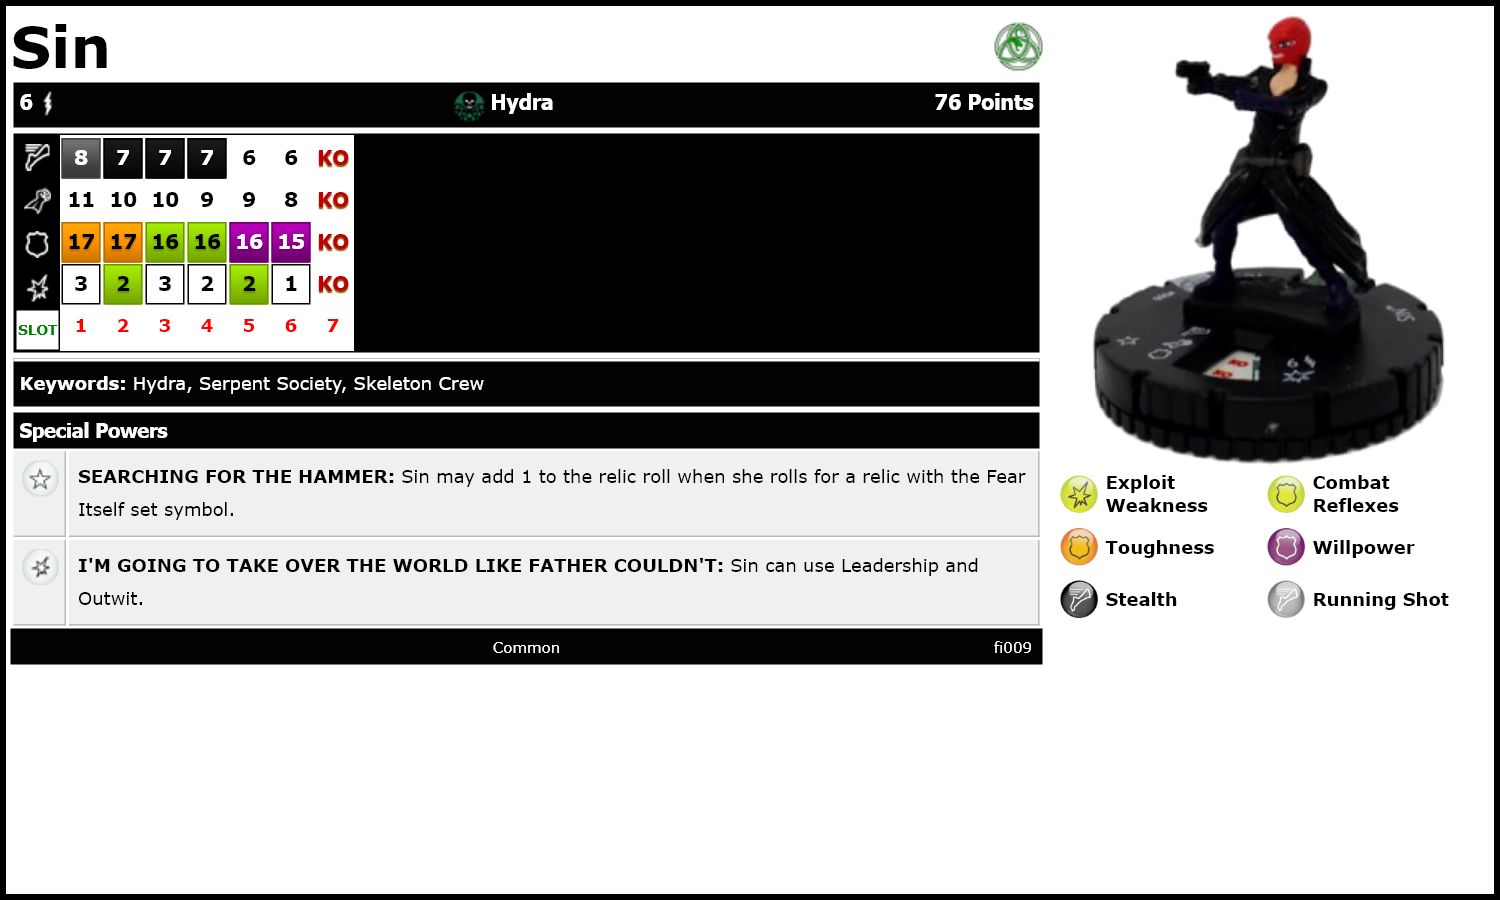 Sin
6 Hydra 76 Points
8 7 7 7 6 6 KO
11 10 10 9 9 8 KO
17 17 16 16 16 15 KO
3 2 3 2 2 1 KO
SLOT 1 2 3 4 5 6 7
Keywords: Hydra, Serpent Society, Skeleton Crew
Special Powers
SEARCHING FOR THE HAMMER: Sin may add 1 to the relic roll when she rolls for a relic with the Fear
Itself set symbol.
I'M GOING TO TAKE OVER THE WORLD LIKE FATHER COULDN'T: Sin can use Leadership and
Outwit.
Common fi009
KO
KO
6
Exploit
Weakness
Combat
Reflexes
Toughness
Willpower
Stealth
Running Shot